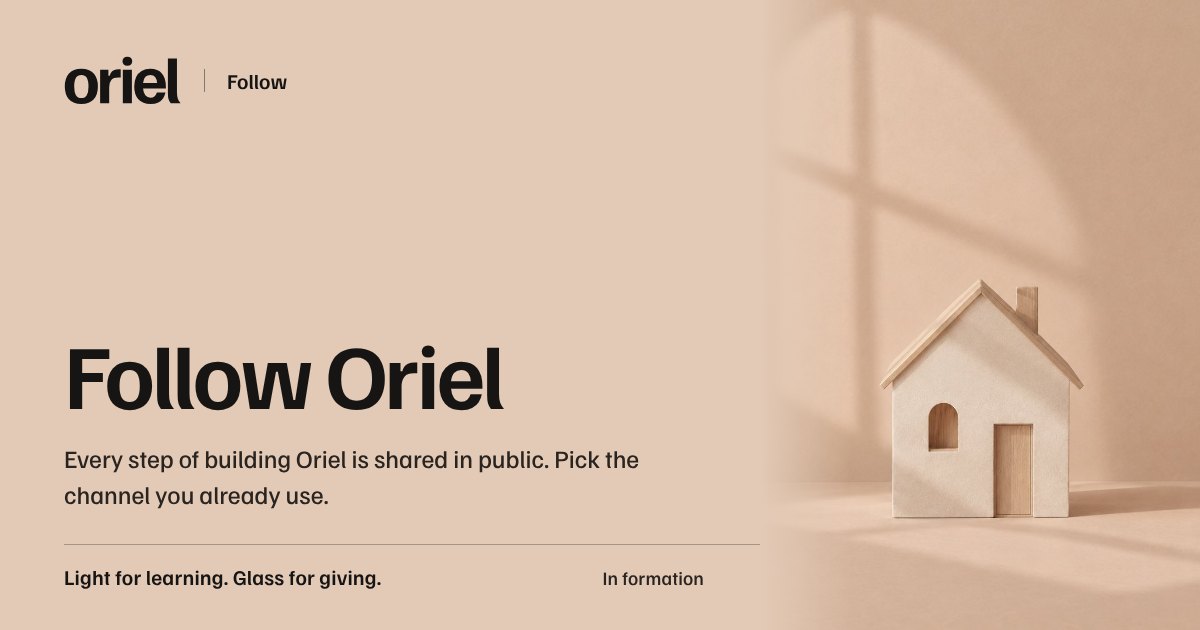 oriel
Follow
Follow Oriel
Every step of building Oriel is shared in public. Pick the
channel you already use.
Light for learning. Glass for giving.
In formation